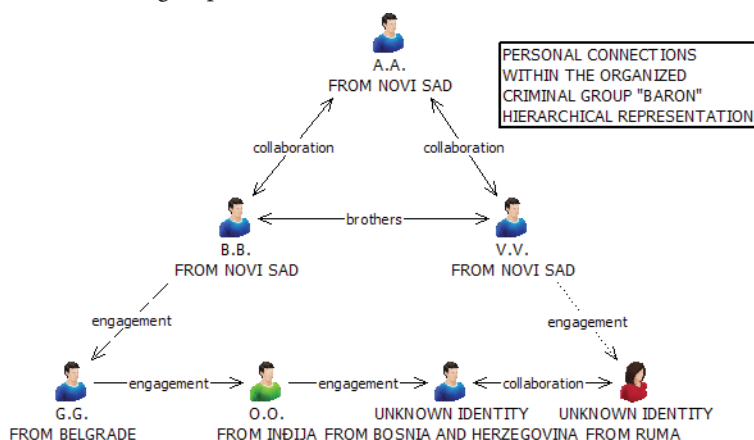 A.A.
FROM NOVI SAD
PERSONAL CONNECTIONS
WITHIN THE ORGANIZED
CRIMINAL GROUP "BARON"
HIERARCHICAL REPRESENTATION
collaboration
collaboration
brothers
B.B.
FROM NOVI SAD
V.V.
FROM NOVI SAD
engagement
engagement
engagement
engagement
collaboration
G.G.
FROM BELGRADE
O.O.
FROM INĐIJA
UNKNOWN IDENTITY
FROM BOSNIA AND HERZEGOVINA
UNKNOWN IDENTITY
FROM RUMA